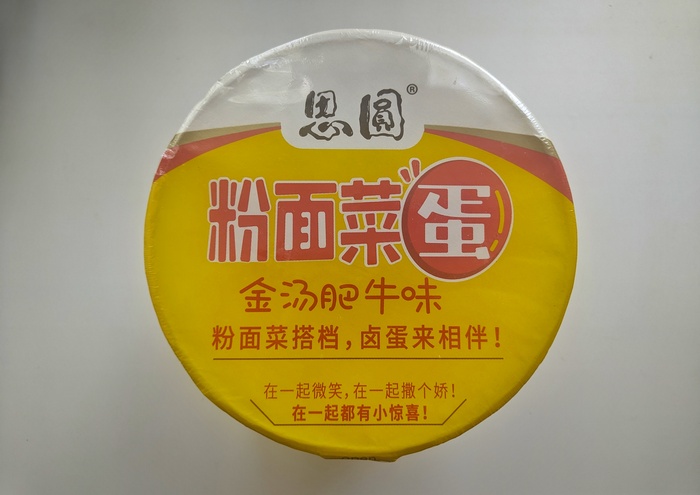 思圓®
粉面菜蛋
金汤肥牛味
粉面菜搭档，卤蛋来相伴！
在一起微笑，在一起撒个娇！
在一起都有小惊喜！